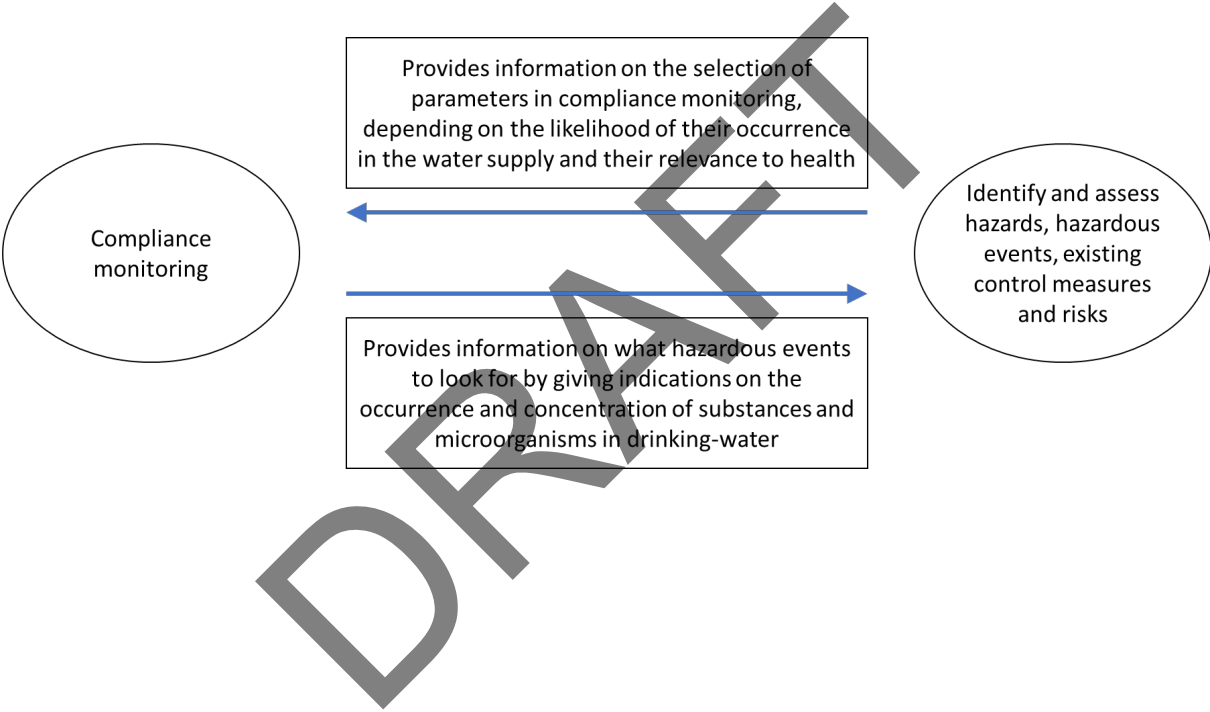 Provides information on the selection of
parameters in compliance monitoring,
depending on the likelihood of their occurrence
in the water supply and their relevance to health
Compliance
monitoring
Identify and assess
hazards, hazardous
events, existing
control measures
and risks
Provides information on what hazardous events
to look for by giving indications on the
occurrence and concentration of substances and
microorganisms in drinking-water
DRAFT